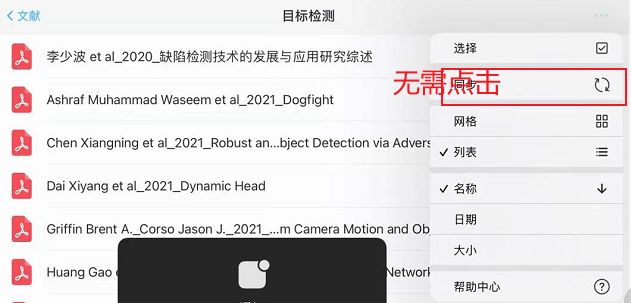 文献
目标检测
李少波 et al_2020_缺陷检测技术的发展与应用研究综述
Ashraf Muhammad Waseem et al_2021_Dogfight
Chen Xiangning et al_2021_Robust an...bject Detection via Advers
Dai Xiyang et al_2021_Dynamic Head
Griffin Brent A._Corso Jason J._2021_...m Camera Motion and Ob
Huang Gao
Network
选择
同步
无需点击
网格
列表
名称
日期
大小
帮助中心